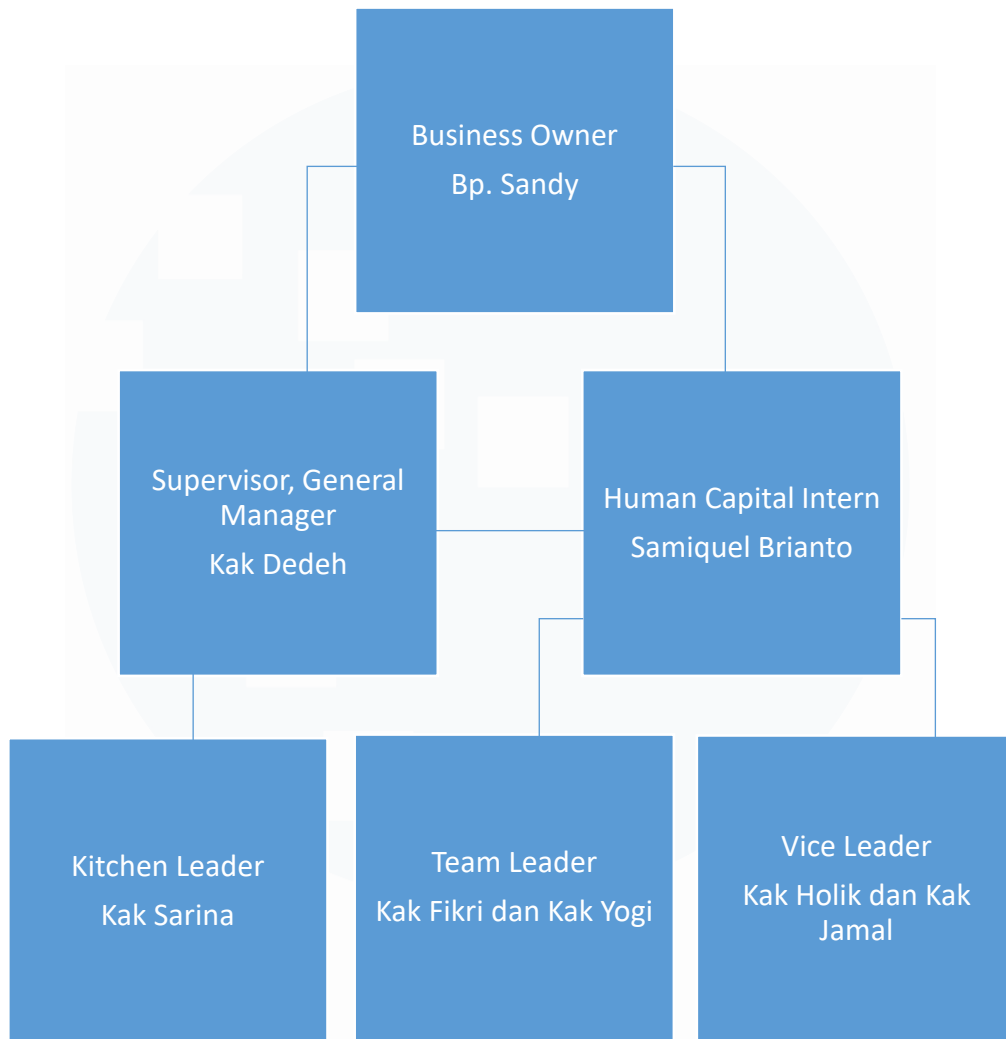 Business Owner
Bp. Sandy
Supervisor, General
Manager
Kak Dedeh
Human Capital Intern
Samiquel Brianto
Kitchen Leader
Kak Sarina
Team Leader
Kak Fikri dan Kak Yogi
Vice Leader
Kak Holik dan Kak
Jamal